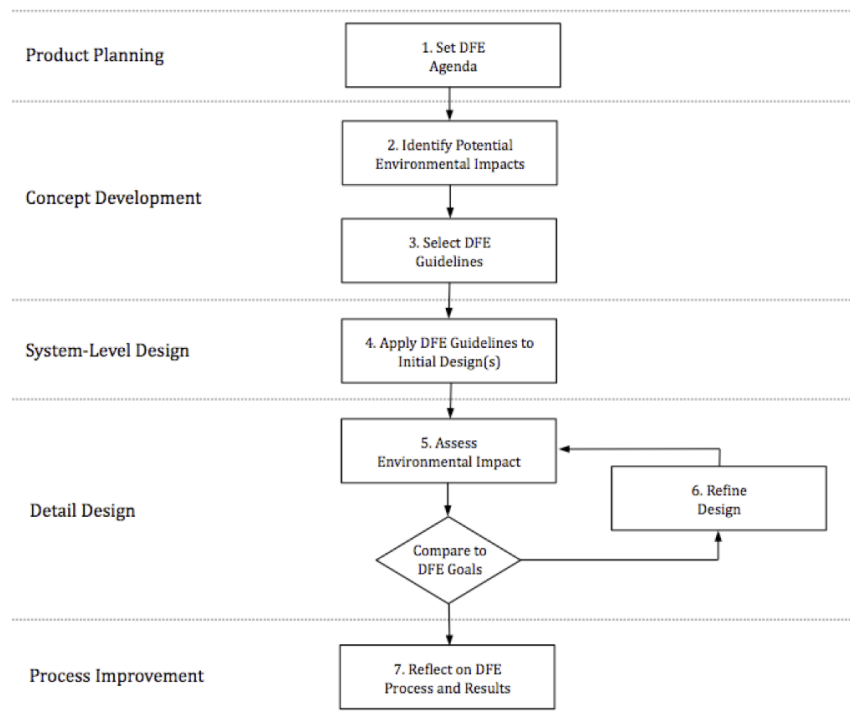 Product Planning
1. Set DFE
Agenda
2. Identify Potential
Environmental Impacts
Concept Development
3. Select DFE
Guidelines
System-Level Design
4. Apply DFE Guidelines to
Initial Design(s)
5. Assess
Environmental Impact
6. Refine
Design
Detail Design
Compare to
DFE Goals
Process Improvement
7. Reflect on DFE
Process and Results